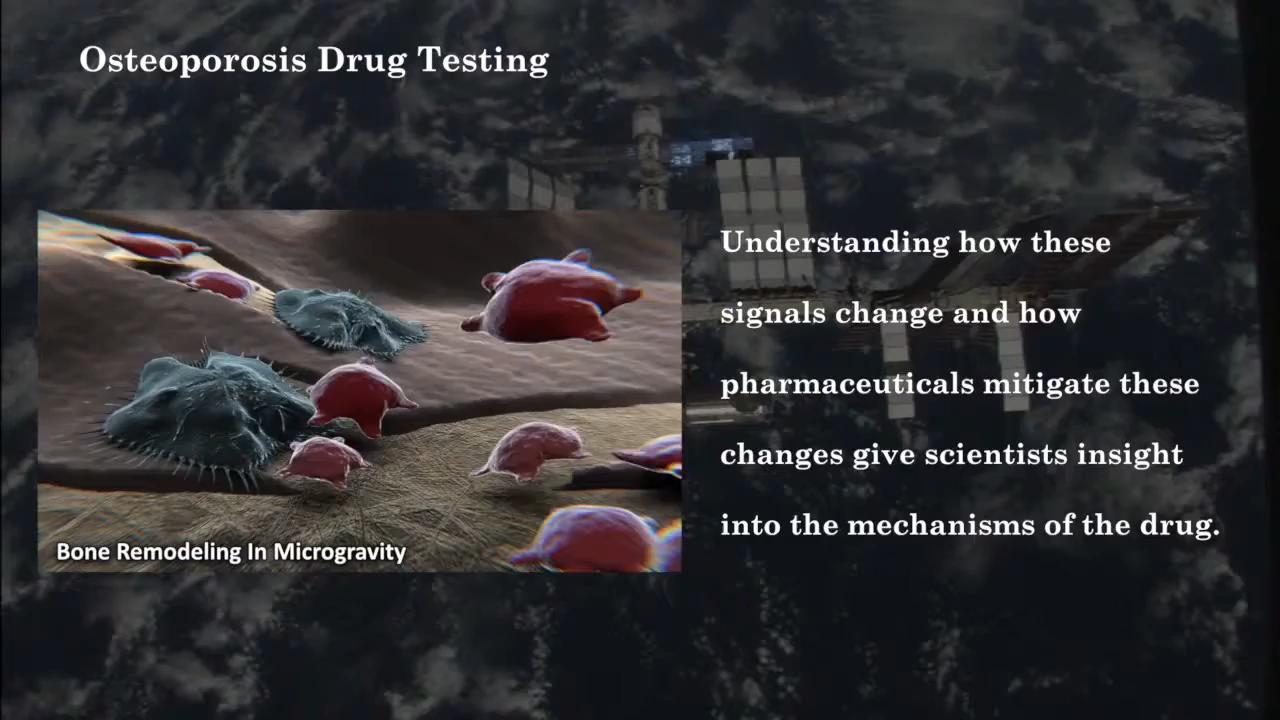 Osteoporosis Drug Testing
Understanding how these
signals change and how
pharmaceuticals mitigate these
changes give scientists insight
into the mechanisms of the drug.
Bone Remodeling In Microgravity